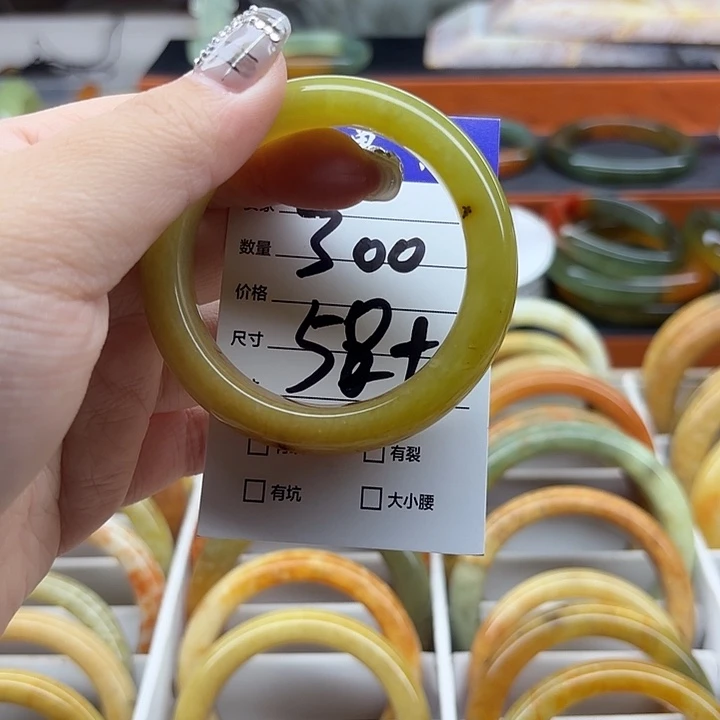 数量 300
价格
尺寸 58+
有裂
有坑
大小腰